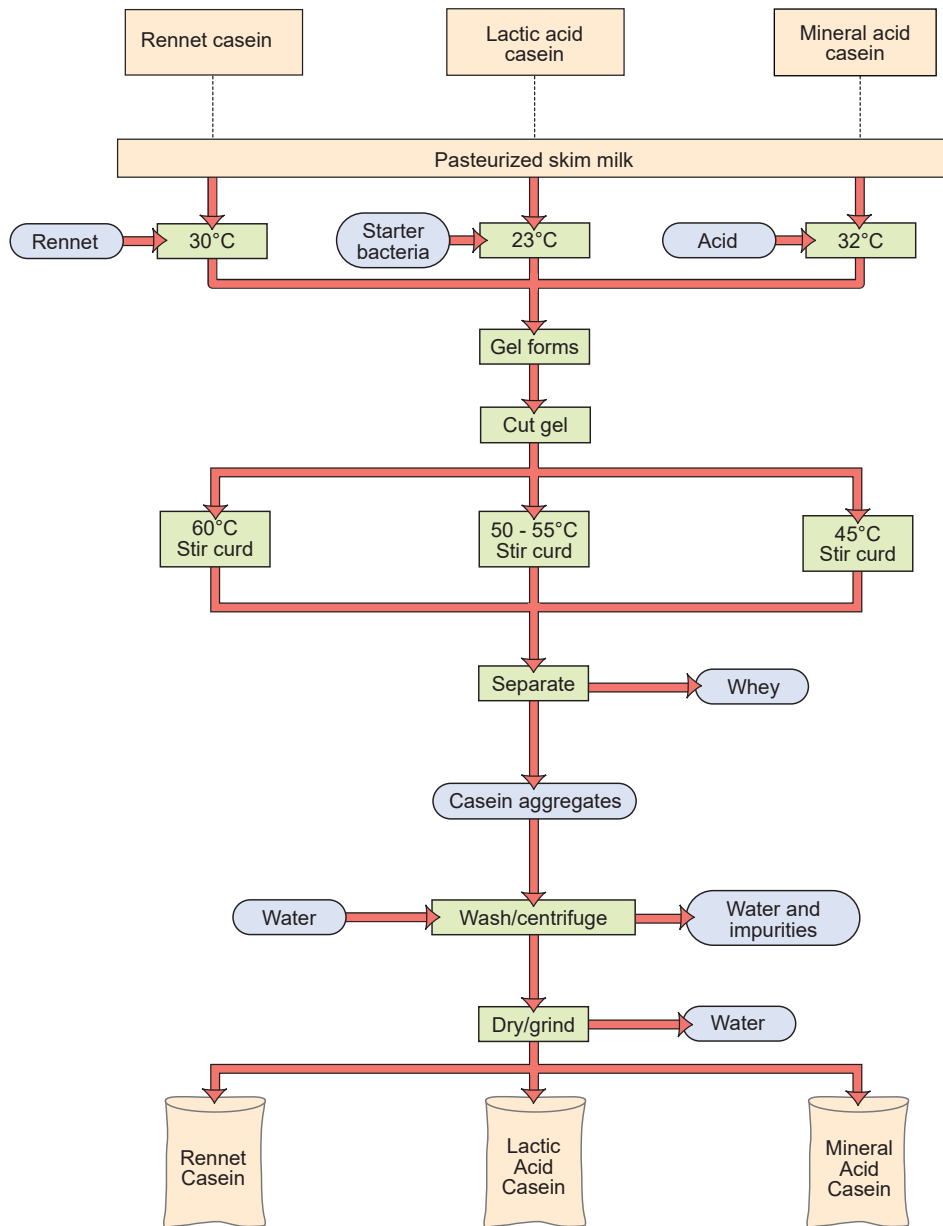 Rennet casein
Lactic acid
casein
Mineral acid
casein
Pasteurized skim milk
Rennet
30°C
Starter
bacteria
23°C
Acid
32°C
Gel forms
Cut gel
60°C
Stir curd
50 - 55°C
Stir curd
45°C
Stir curd
Separate
Whey
Casein aggregates
Water
Wash/centrifuge
Water and
impurities
Dry/grind
Water
Rennet
Casein
Lactic
Acid
Casein
Mineral
Acid
Casein